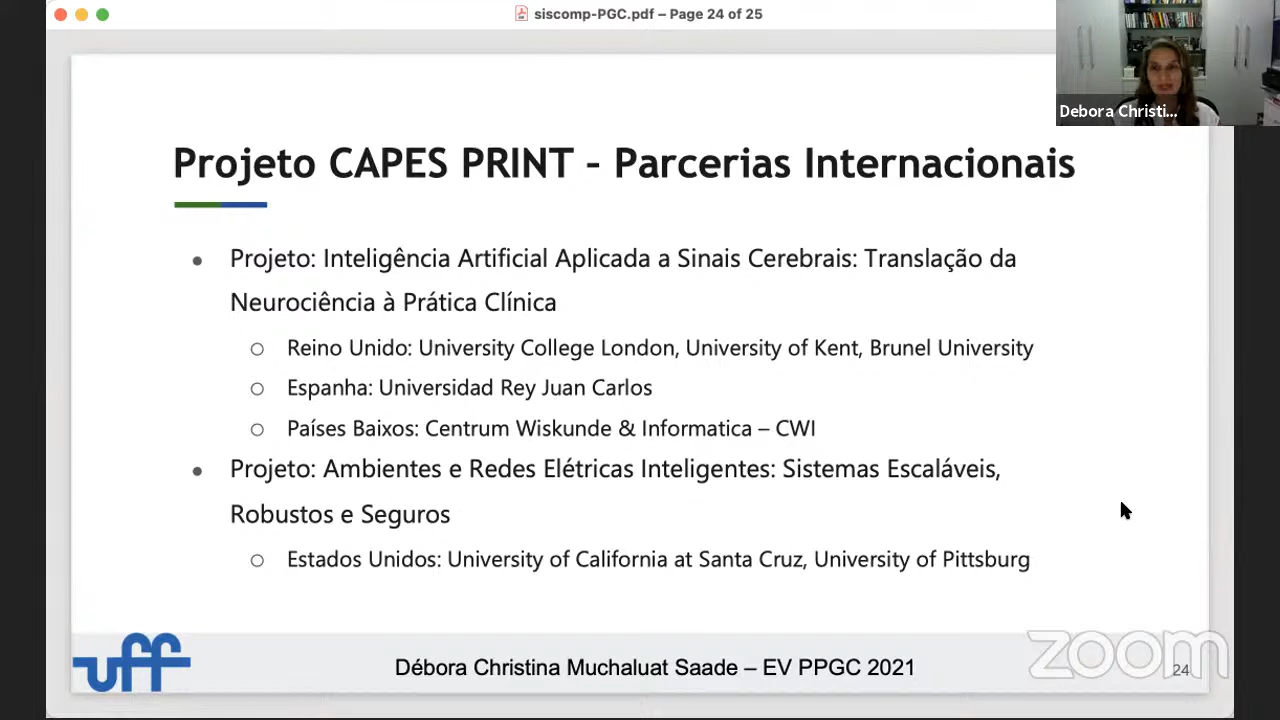 siscomp-PGC.pdf – Page 24 of 25
Debora Christi...
Projeto CAPES PRINT - Parcerias Internacionais
● Projeto: Inteligência Artificial Aplicada a Sinais Cerebrais: Translação da
Neurociência à Prática Clínica
○ Reino Unido: University College London, University of Kent, Brunel University
○ Espanha: Universidad Rey Juan Carlos
○ Países Baixos: Centrum Wiskunde & Informatica – CWI
● Projeto: Ambientes e Redes Elétricas Inteligentes: Sistemas Escaláveis,
Robustos e Seguros
○ Estados Unidos: University of California at Santa Cruz, University of Pittsburg
uff
Débora Christina Muchaluat Saade – EV PPGC 2021
zoom
24